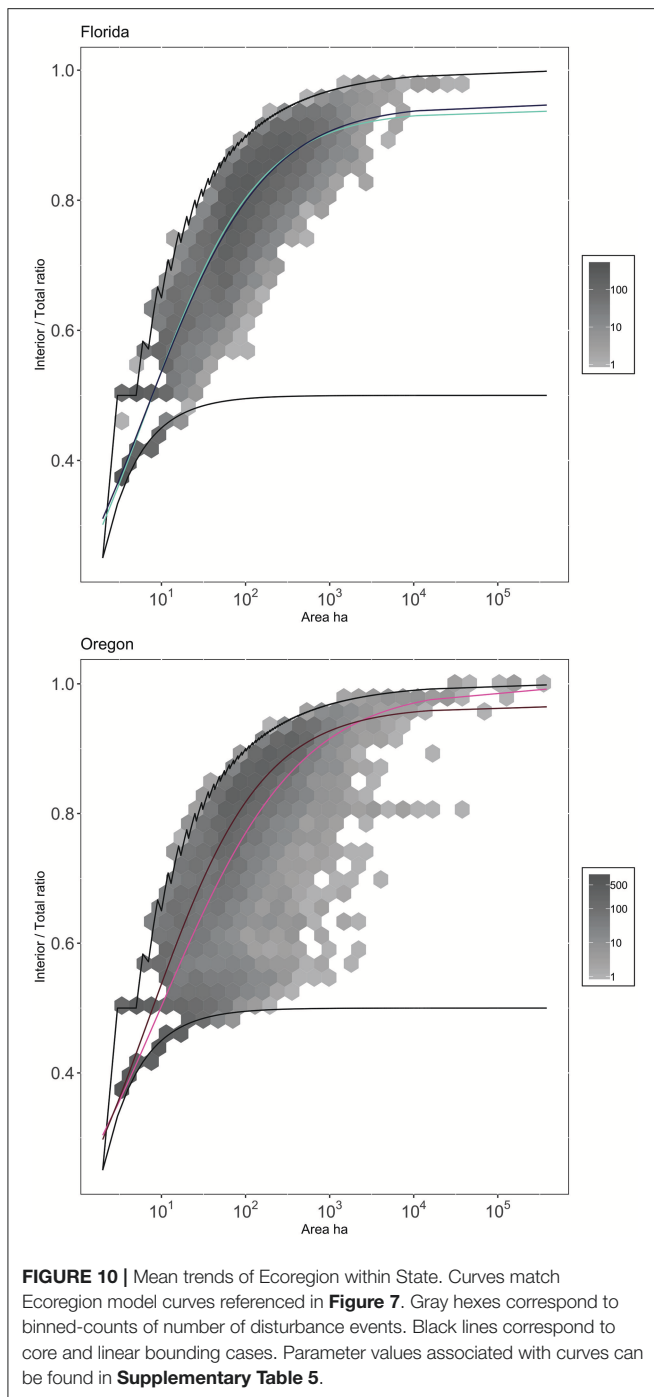 Florida
1.0
0.8
0.6
0.4
Interior / Total ratio
10¹ 10² 10³ 10⁴ 10⁵
Area ha
100
10
1
Oregon
1.0
0.8
0.6
0.4
Interior / Total ratio
10¹ 10² 10³ 10⁴ 10⁵
Area ha
500
100
10
1
FIGURE 10 | Mean trends of Ecoregion within State. Curves match
Ecoregion model curves referenced in Figure 7. Gray hexes correspond to
binned-counts of number of disturbance events. Black lines correspond to
core and linear bounding cases. Parameter values associated with curves can
be found in Supplementary Table 5.